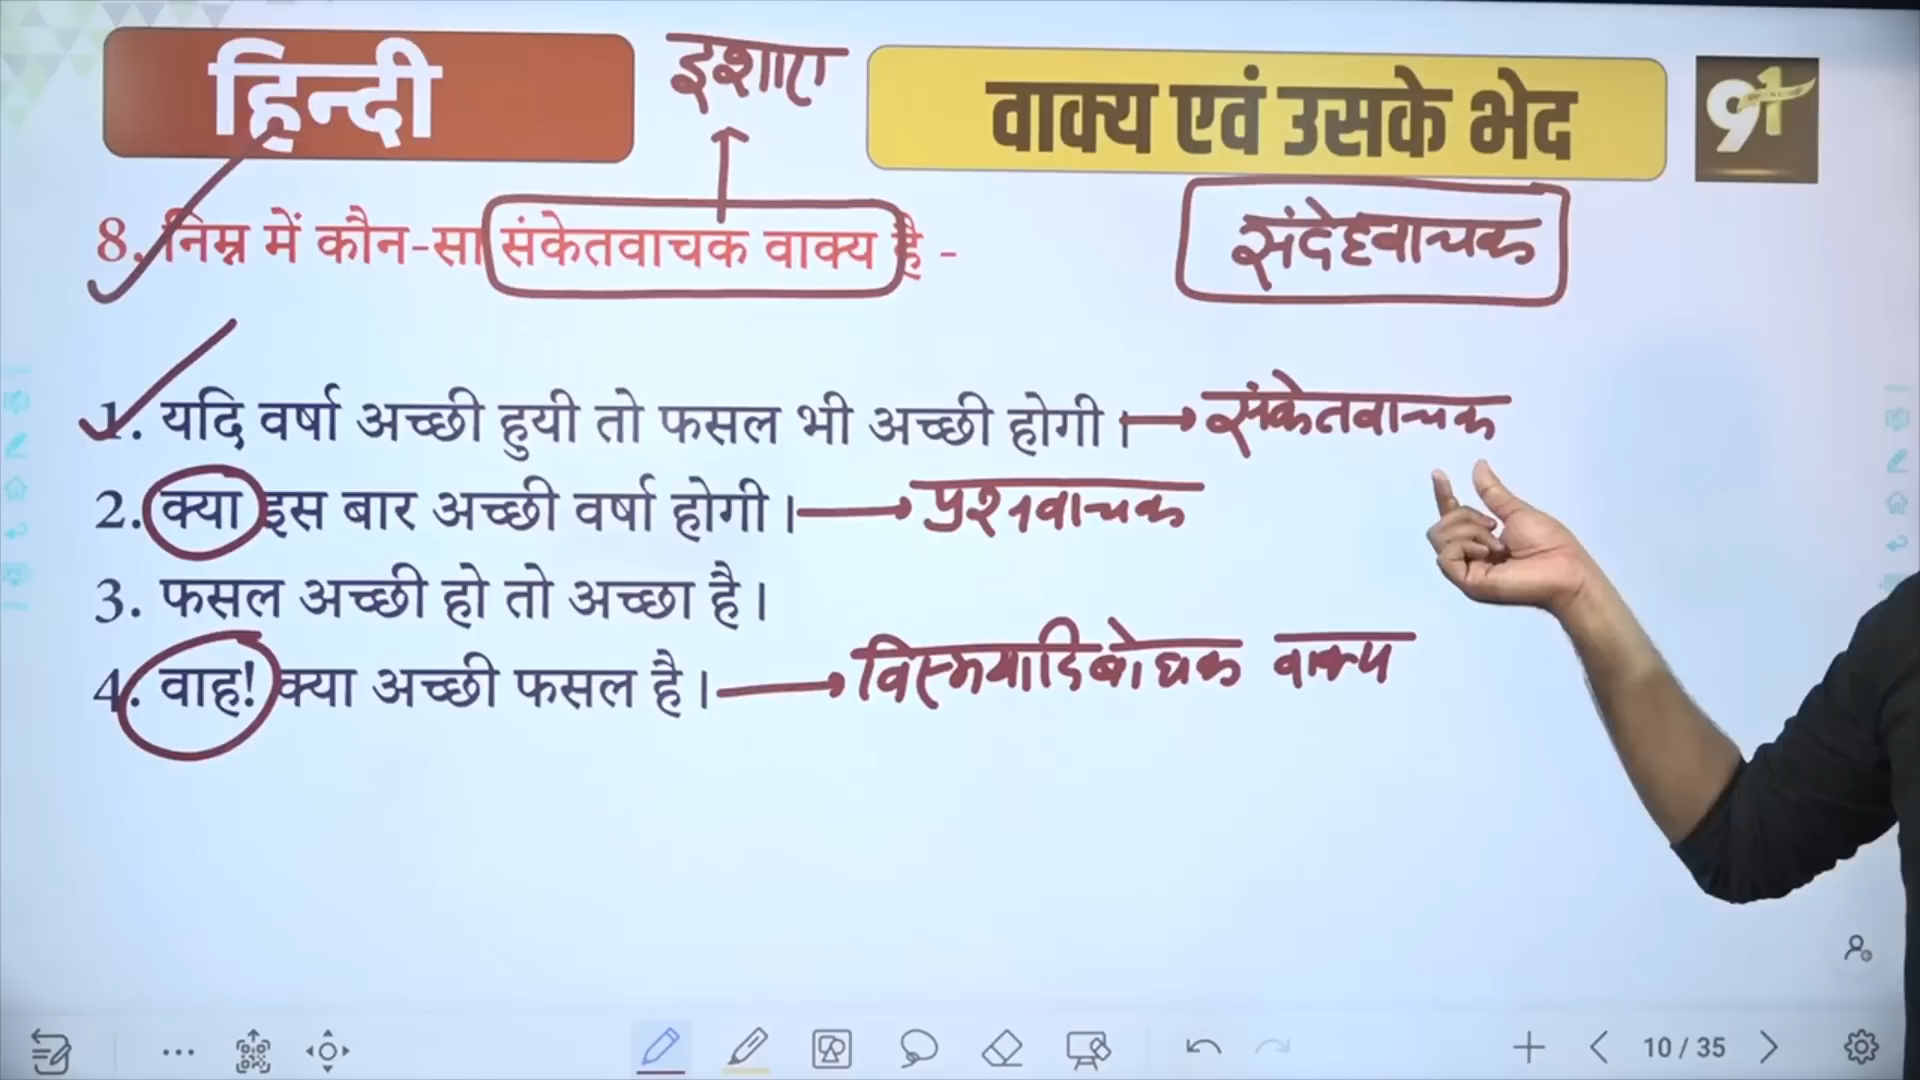 हिन्दी
इशारा
वाक्य एवं उसके भेद
91
8. निम्न में कौन-सा संकेतवाचक वाक्य है -
संदेहवाचक
1. यदि वर्षा अच्छी हुयी तो फसल भी अच्छी होगी। → संकेतवाचक
2. क्या इस बार अच्छी वर्षा होगी। → प्रश्नवाचक
3. फसल अच्छी हो तो अच्छा है।
4. वाह! क्या अच्छी फसल है। → विस्मयादिबोधक वाक्य
10 / 35